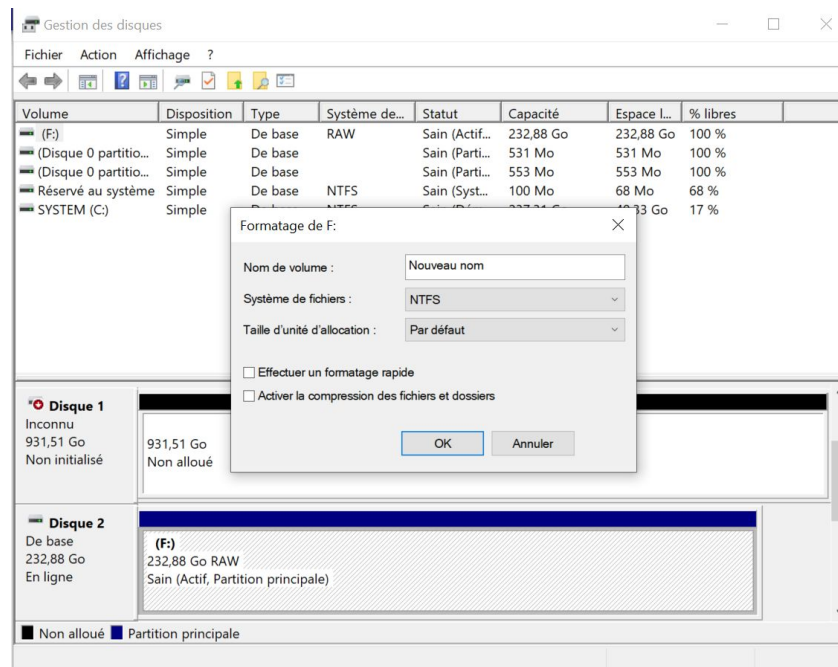 Gestion des disques
Fichier Action Affichage ?
Volume Disposition Type Système de... Statut Capacité Espace l... % libres
(F:) Simple De base RAW Sain (Actif... 232,88 Go 232,88 Go 100 %
(Disque 0 partitio... Simple De base Sain (Parti... 531 Mo 531 Mo 100 %
(Disque 0 partitio... Simple De base Sain (Parti... 553 Mo 553 Mo 100 %
Réservé au système Simple De base NTFS Sain (Syst... 100 Mo 68 Mo 68 %
SYSTEM (C:) Simple 17 %
Formatage de F:
Nom de volume : Nouveau nom
Système de fichiers : NTFS
Taille d'unité d'allocation : Par défaut
Effectuer un formatage rapide
Activer la compression des fichiers et dossiers
OK Annuler
Disque 1
Inconnu
931,51 Go
Non initialisé
931,51 Go
Non alloué
Disque 2
De base
232,88 Go
En ligne
(F:)
232,88 Go RAW
Sain (Actif, Partition principale)
Non alloué Partition principale